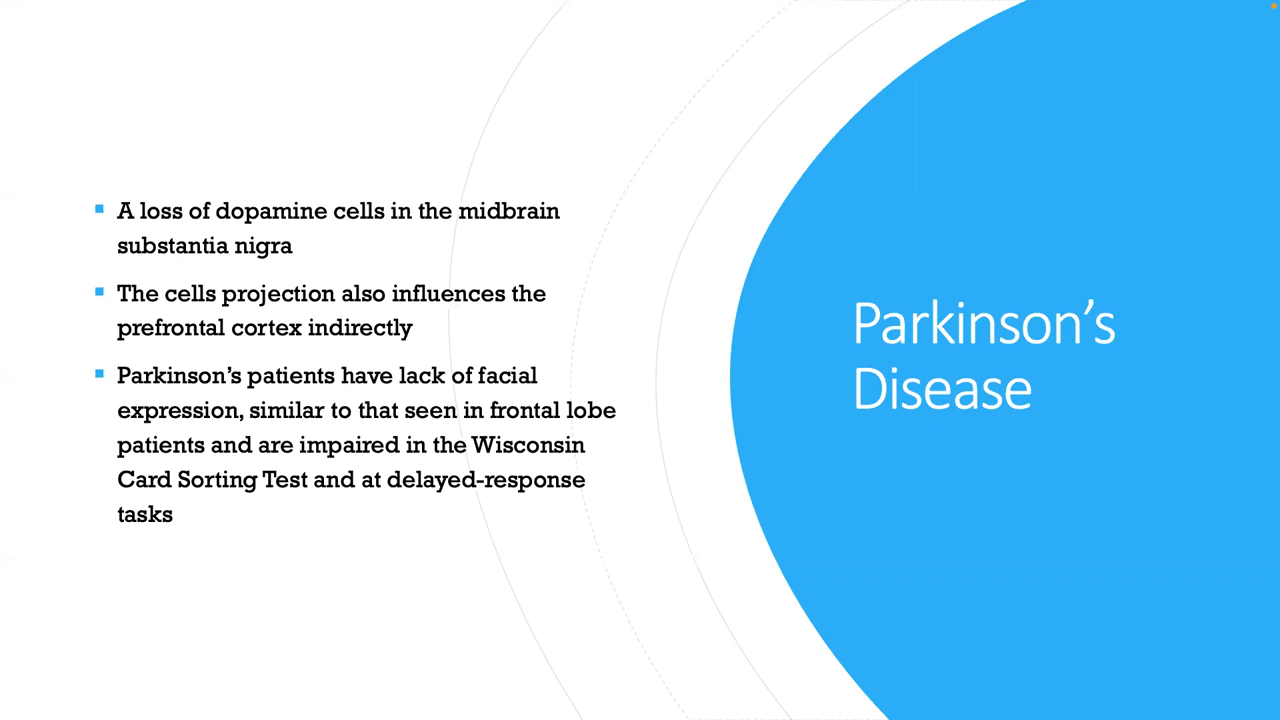 A loss of dopamine cells in the midbrain
substantia nigra
The cells projection also influences the
prefrontal cortex indirectly
Parkinson’s patients have lack of facial
expression, similar to that seen in frontal lobe
patients and are impaired in the Wisconsin
Card Sorting Test and at delayed-response
tasks
Parkinson’s
Disease